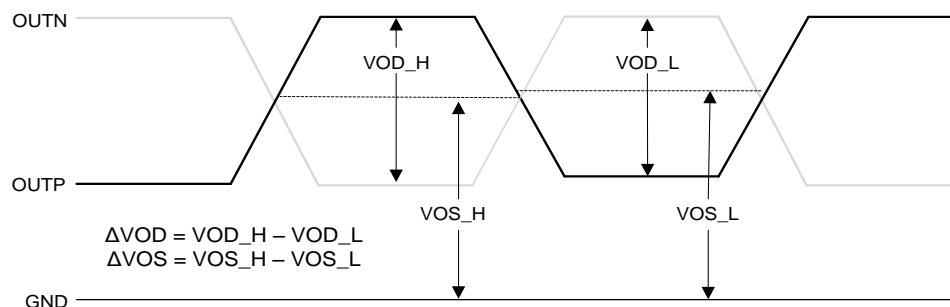 OUTN
VOD_H
VOD_L
OUTP
VOS_H
VOS_L
ΔVOD = VOD_H – VOD_L
ΔVOS = VOS_H – VOS_L
GND